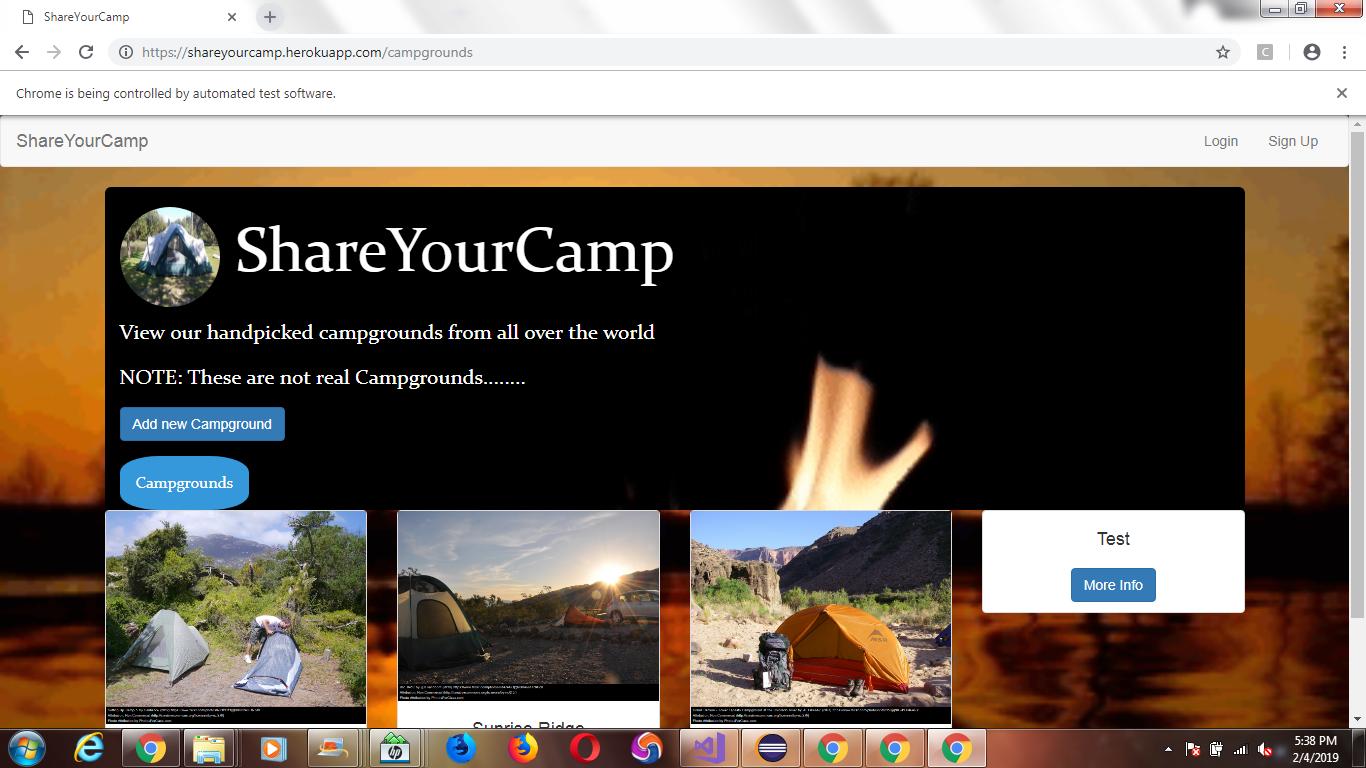 ShareYourCamp
https://shareyourcamp.herokuapp.com/campgrounds
C
Chrome is being controlled by automated test software.
ShareYourCamp
Login
Sign Up
ShareYourCamp
View our handpicked campgrounds from all over the world
NOTE: These are not real Campgrounds........
Add new Campground
Campgrounds
Test
More Info
Sunrise Ridge
hp
5:38 PM
2/4/2019